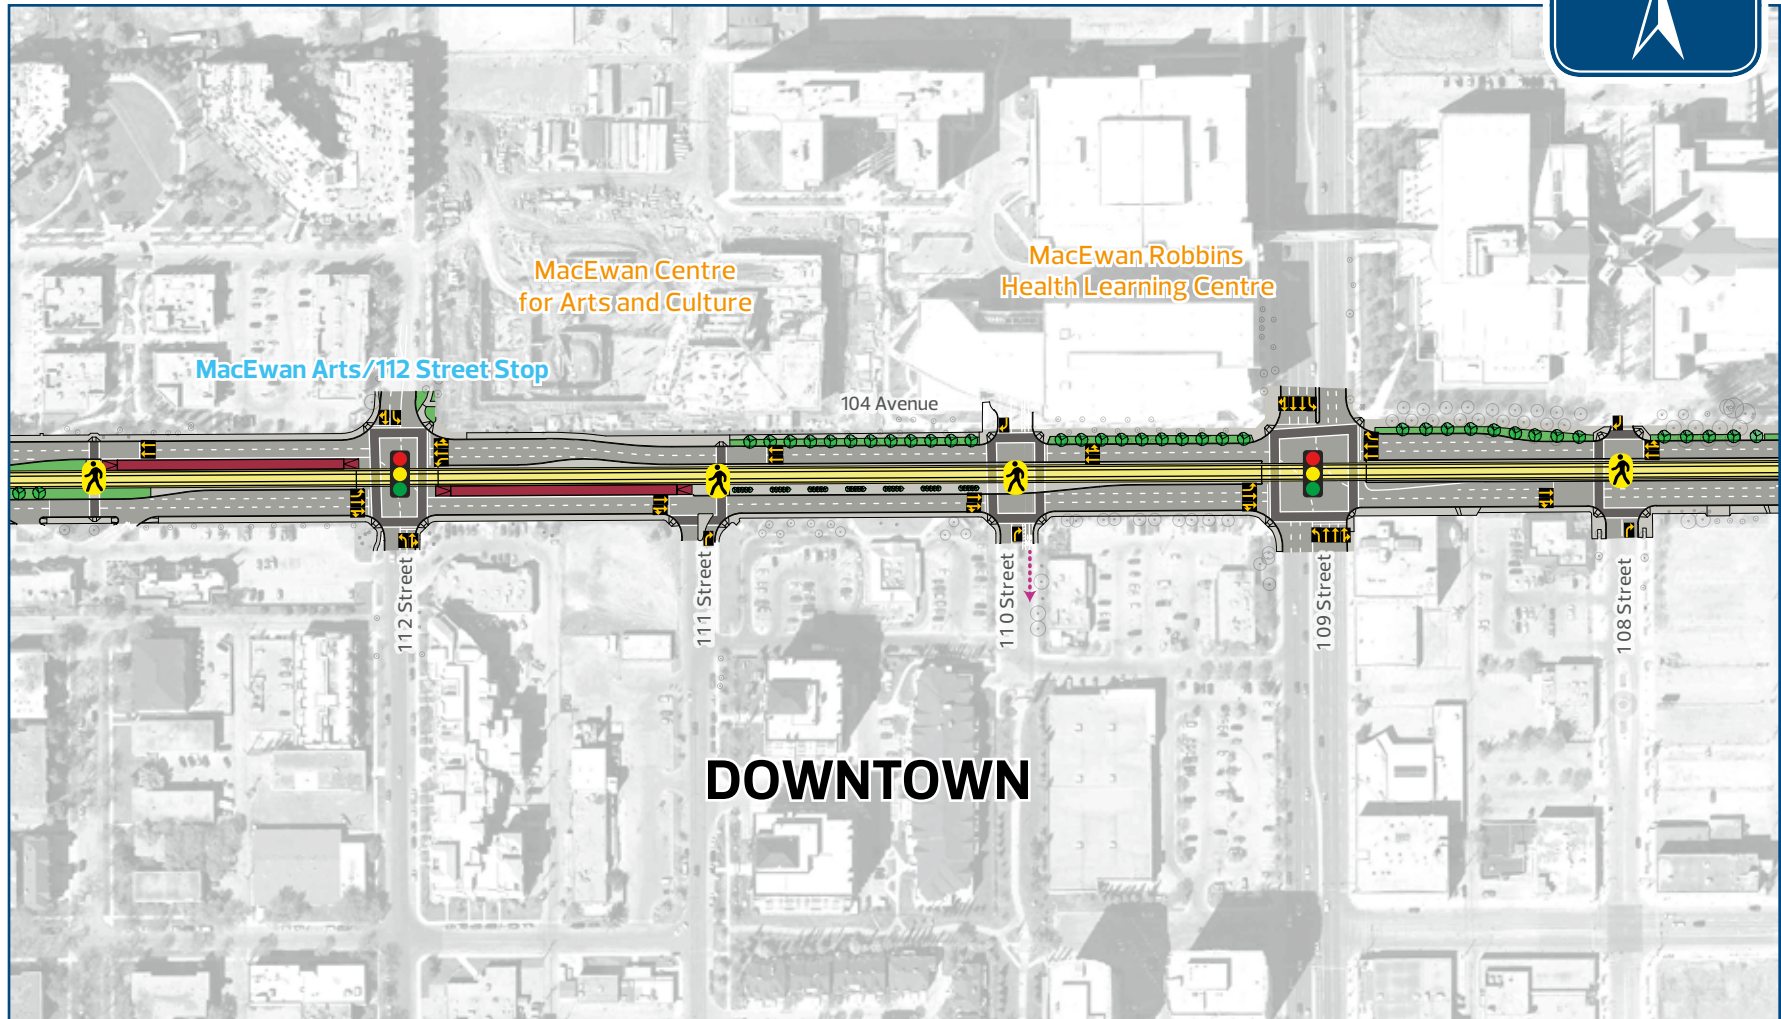 MacEwan Centre
for Arts and Culture
MacEwan Robbins
Health Learning Centre
MacEwan Arts/112 Street Stop
104 Avenue
112 Street
111 Street
110 Street
109 Street
108 Street
DOWNTOWN